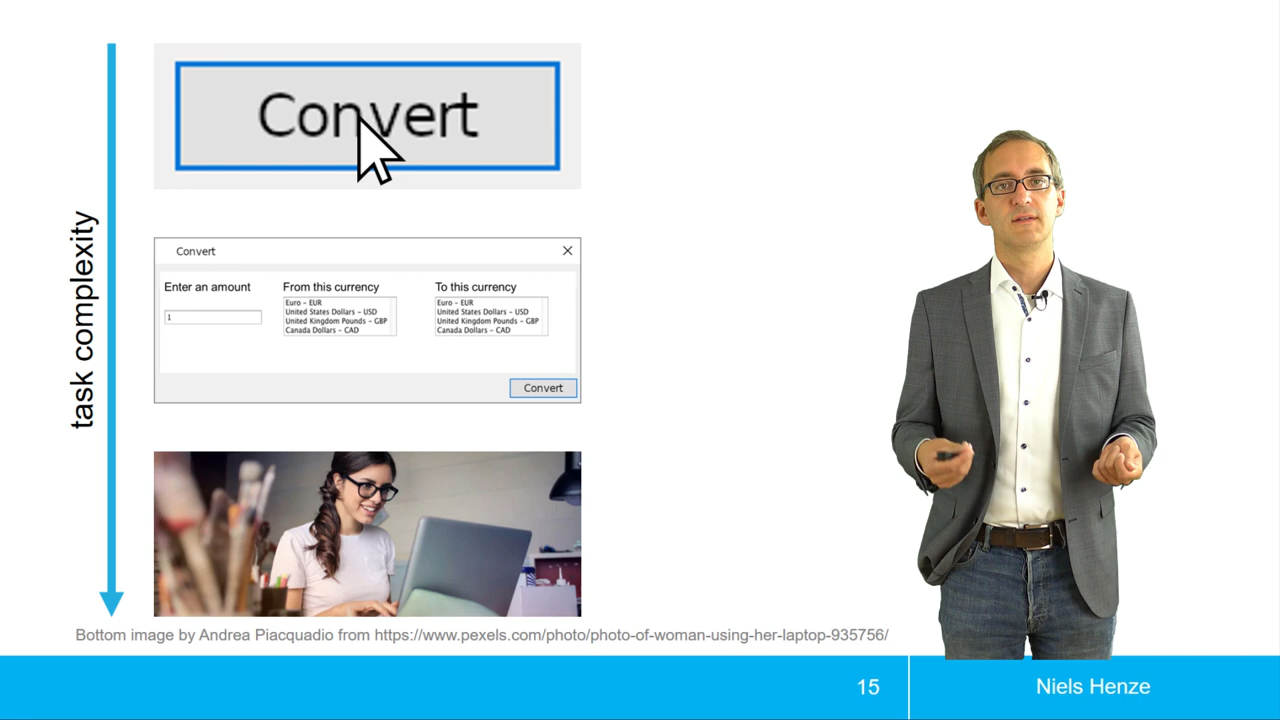 Convert
task complexity
Convert
Enter an amount
From this currency
To this currency
1
Euro – EUR
United States Dollars – USD
United Kingdom Pounds – GBP
Canada Dollars – CAD
Euro – EUR
United States Dollars – USD
United Kingdom Pounds – GBP
Canada Dollars – CAD
Convert
Bottom image by Andrea Piacquadio from https://www.pexels.com/photo/photo-of-woman-using-her-laptop-935756/
15
Niels Henze